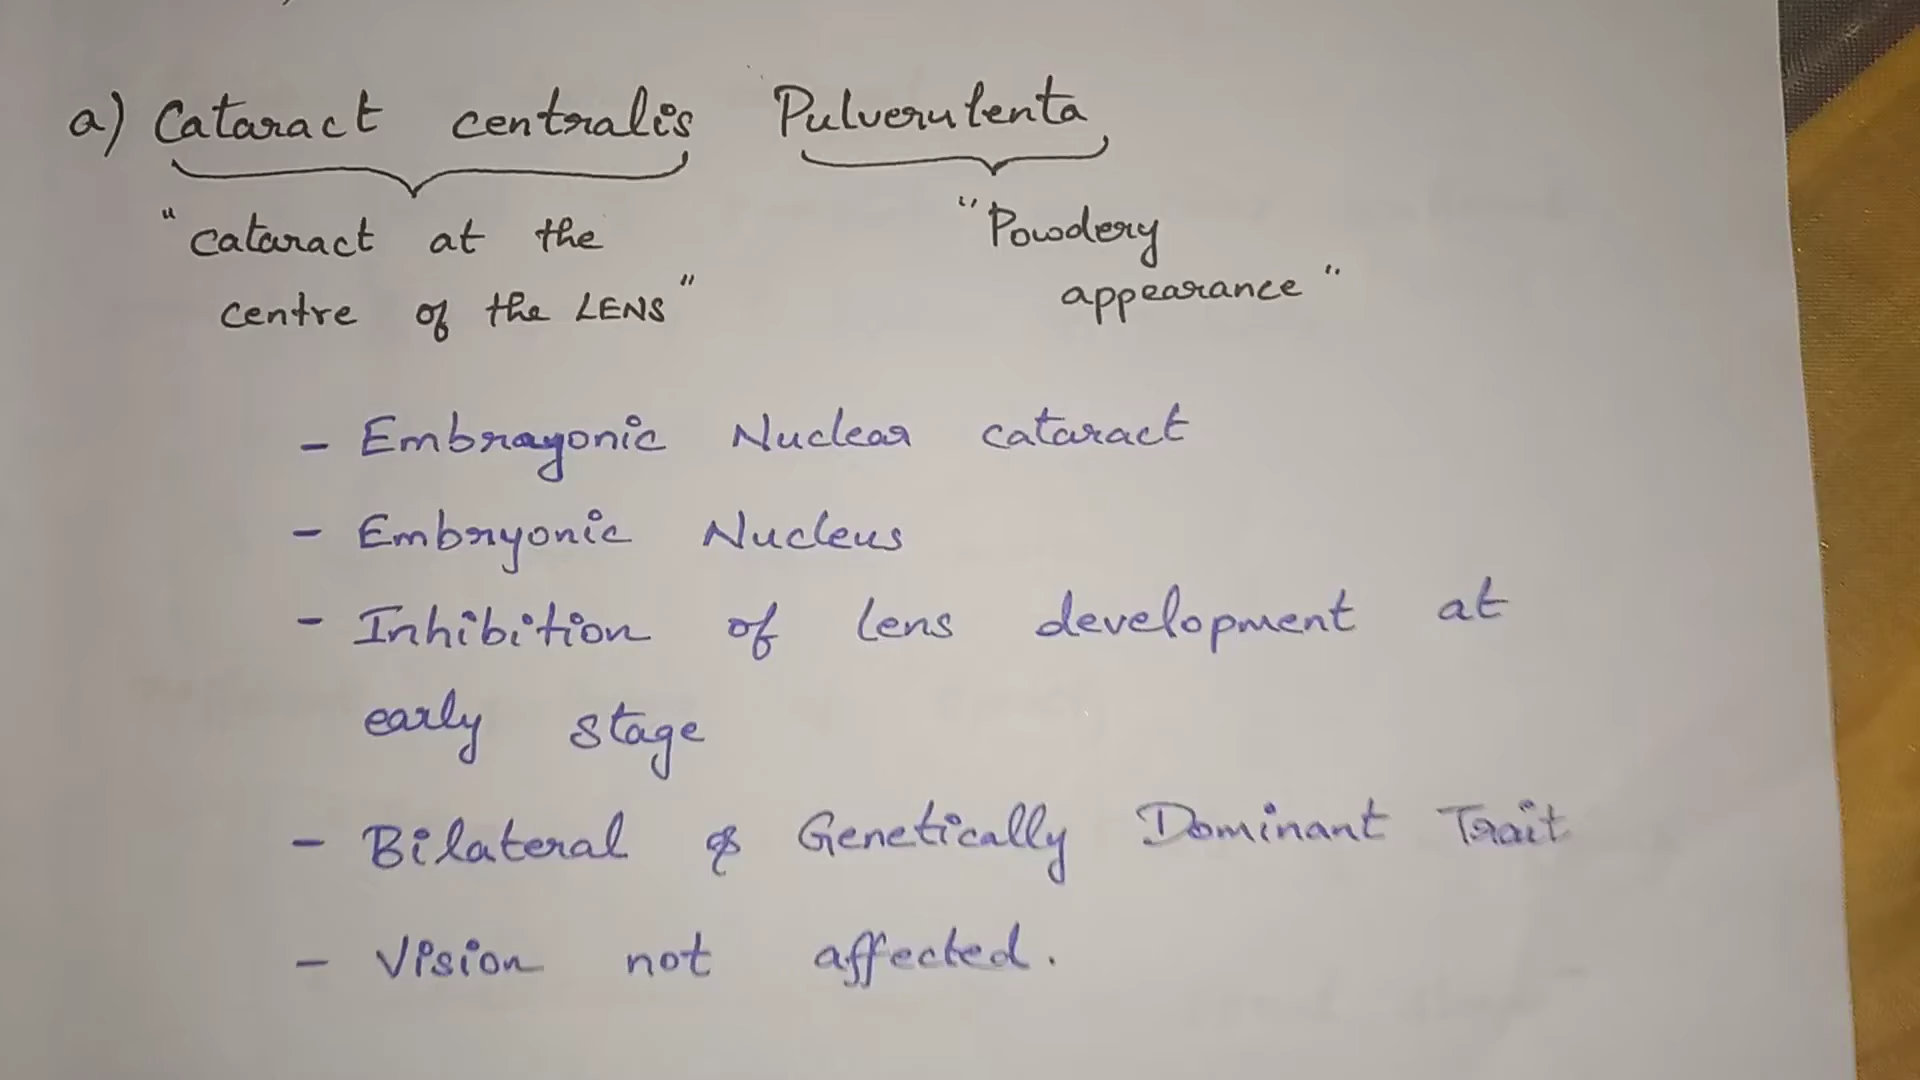 a) Cataract centralis Pulverulenta
"cataract at the "Powdery
centre of the LENS" appearance"
- Embrayonic Nuclear cataract
- Embryonic Nucleus
- Inhibition of lens development at
early stage
- Bilateral & Genetically Dominant Trait
- Vision not affected.